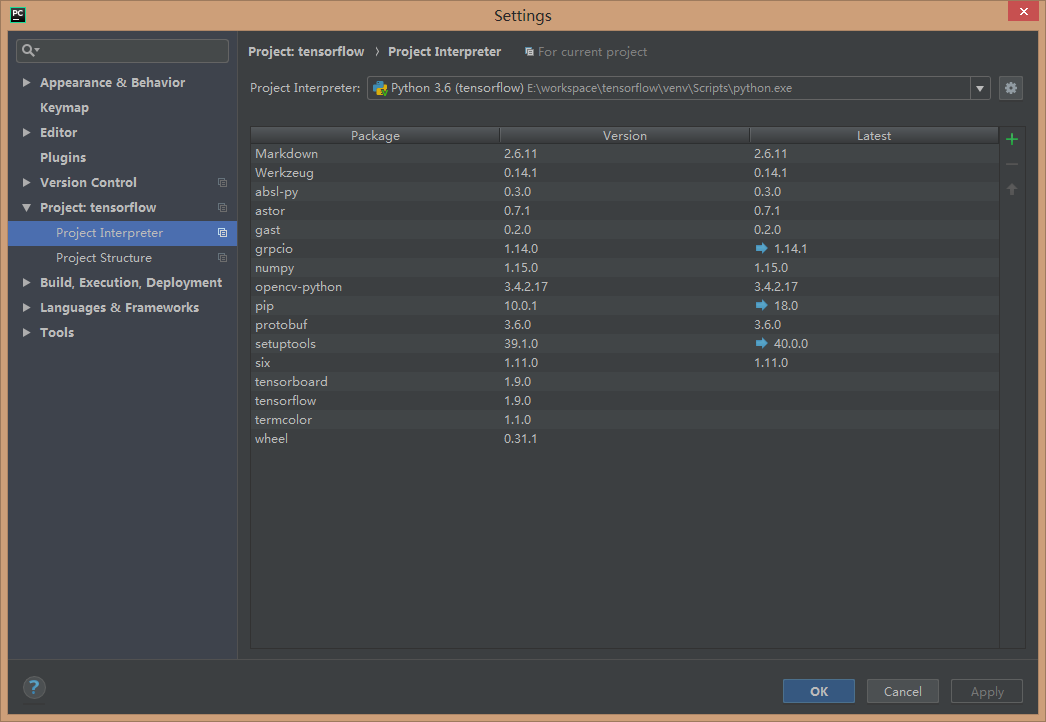 PC
Settings
Appearance & Behavior
Keymap
Editor
Plugins
Version Control
Project: tensorflow
Project Interpreter
Project Structure
Build, Execution, Deployment
Languages & Frameworks
Tools
Project: tensorflow › Project Interpreter For current project
Project Interpreter: Python 3.6 (tensorflow) E:\workspace\tensorflow\venv\Scripts\python.exe
Package Version Latest
Markdown 2.6.11 2.6.11
Werkzeug 0.14.1 0.14.1
absl-py 0.3.0 0.3.0
astor 0.7.1 0.7.1
gast 0.2.0 0.2.0
grpcio 1.14.0 1.14.1
numpy 1.15.0 1.15.0
opencv-python 3.4.2.17 3.4.2.17
pip 10.0.1 18.0
protobuf 3.6.0 3.6.0
setuptools 39.1.0 40.0.0
six 1.11.0 1.11.0
tensorboard 1.9.0
tensorflow 1.9.0
termcolor 1.1.0
wheel 0.31.1
? OK Cancel Apply